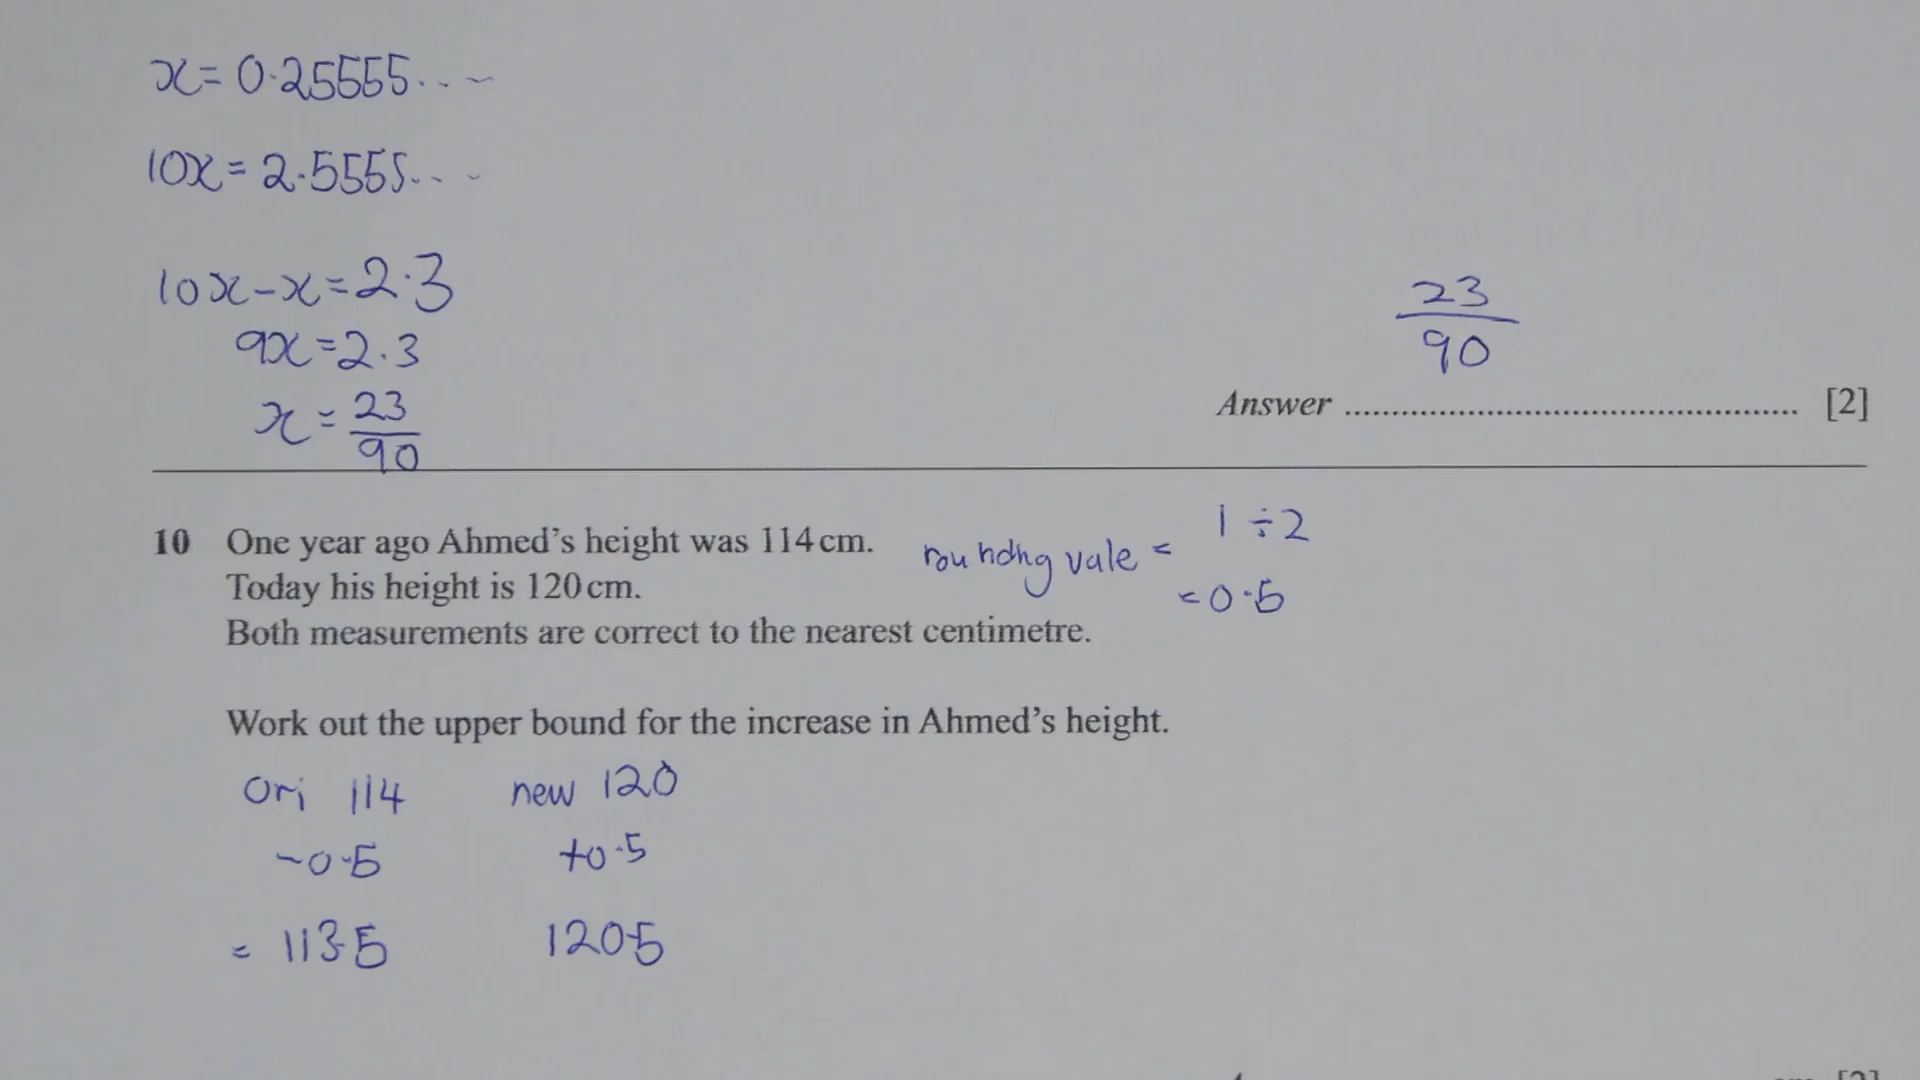 x = 0.25555...
10x = 2.5555...
10x - x = 2.3
9x = 2.3
x = 23/90
23/90
Answer .............................................. [2]
10 One year ago Ahmed's height was 114 cm.
rounding vale = 1 ÷ 2
Today his height is 120 cm.
= 0.5
Both measurements are correct to the nearest centimetre.
Work out the upper bound for the increase in Ahmed's height.
Ori 114 new 120
-0.5 +0.5
= 113.5 120.5